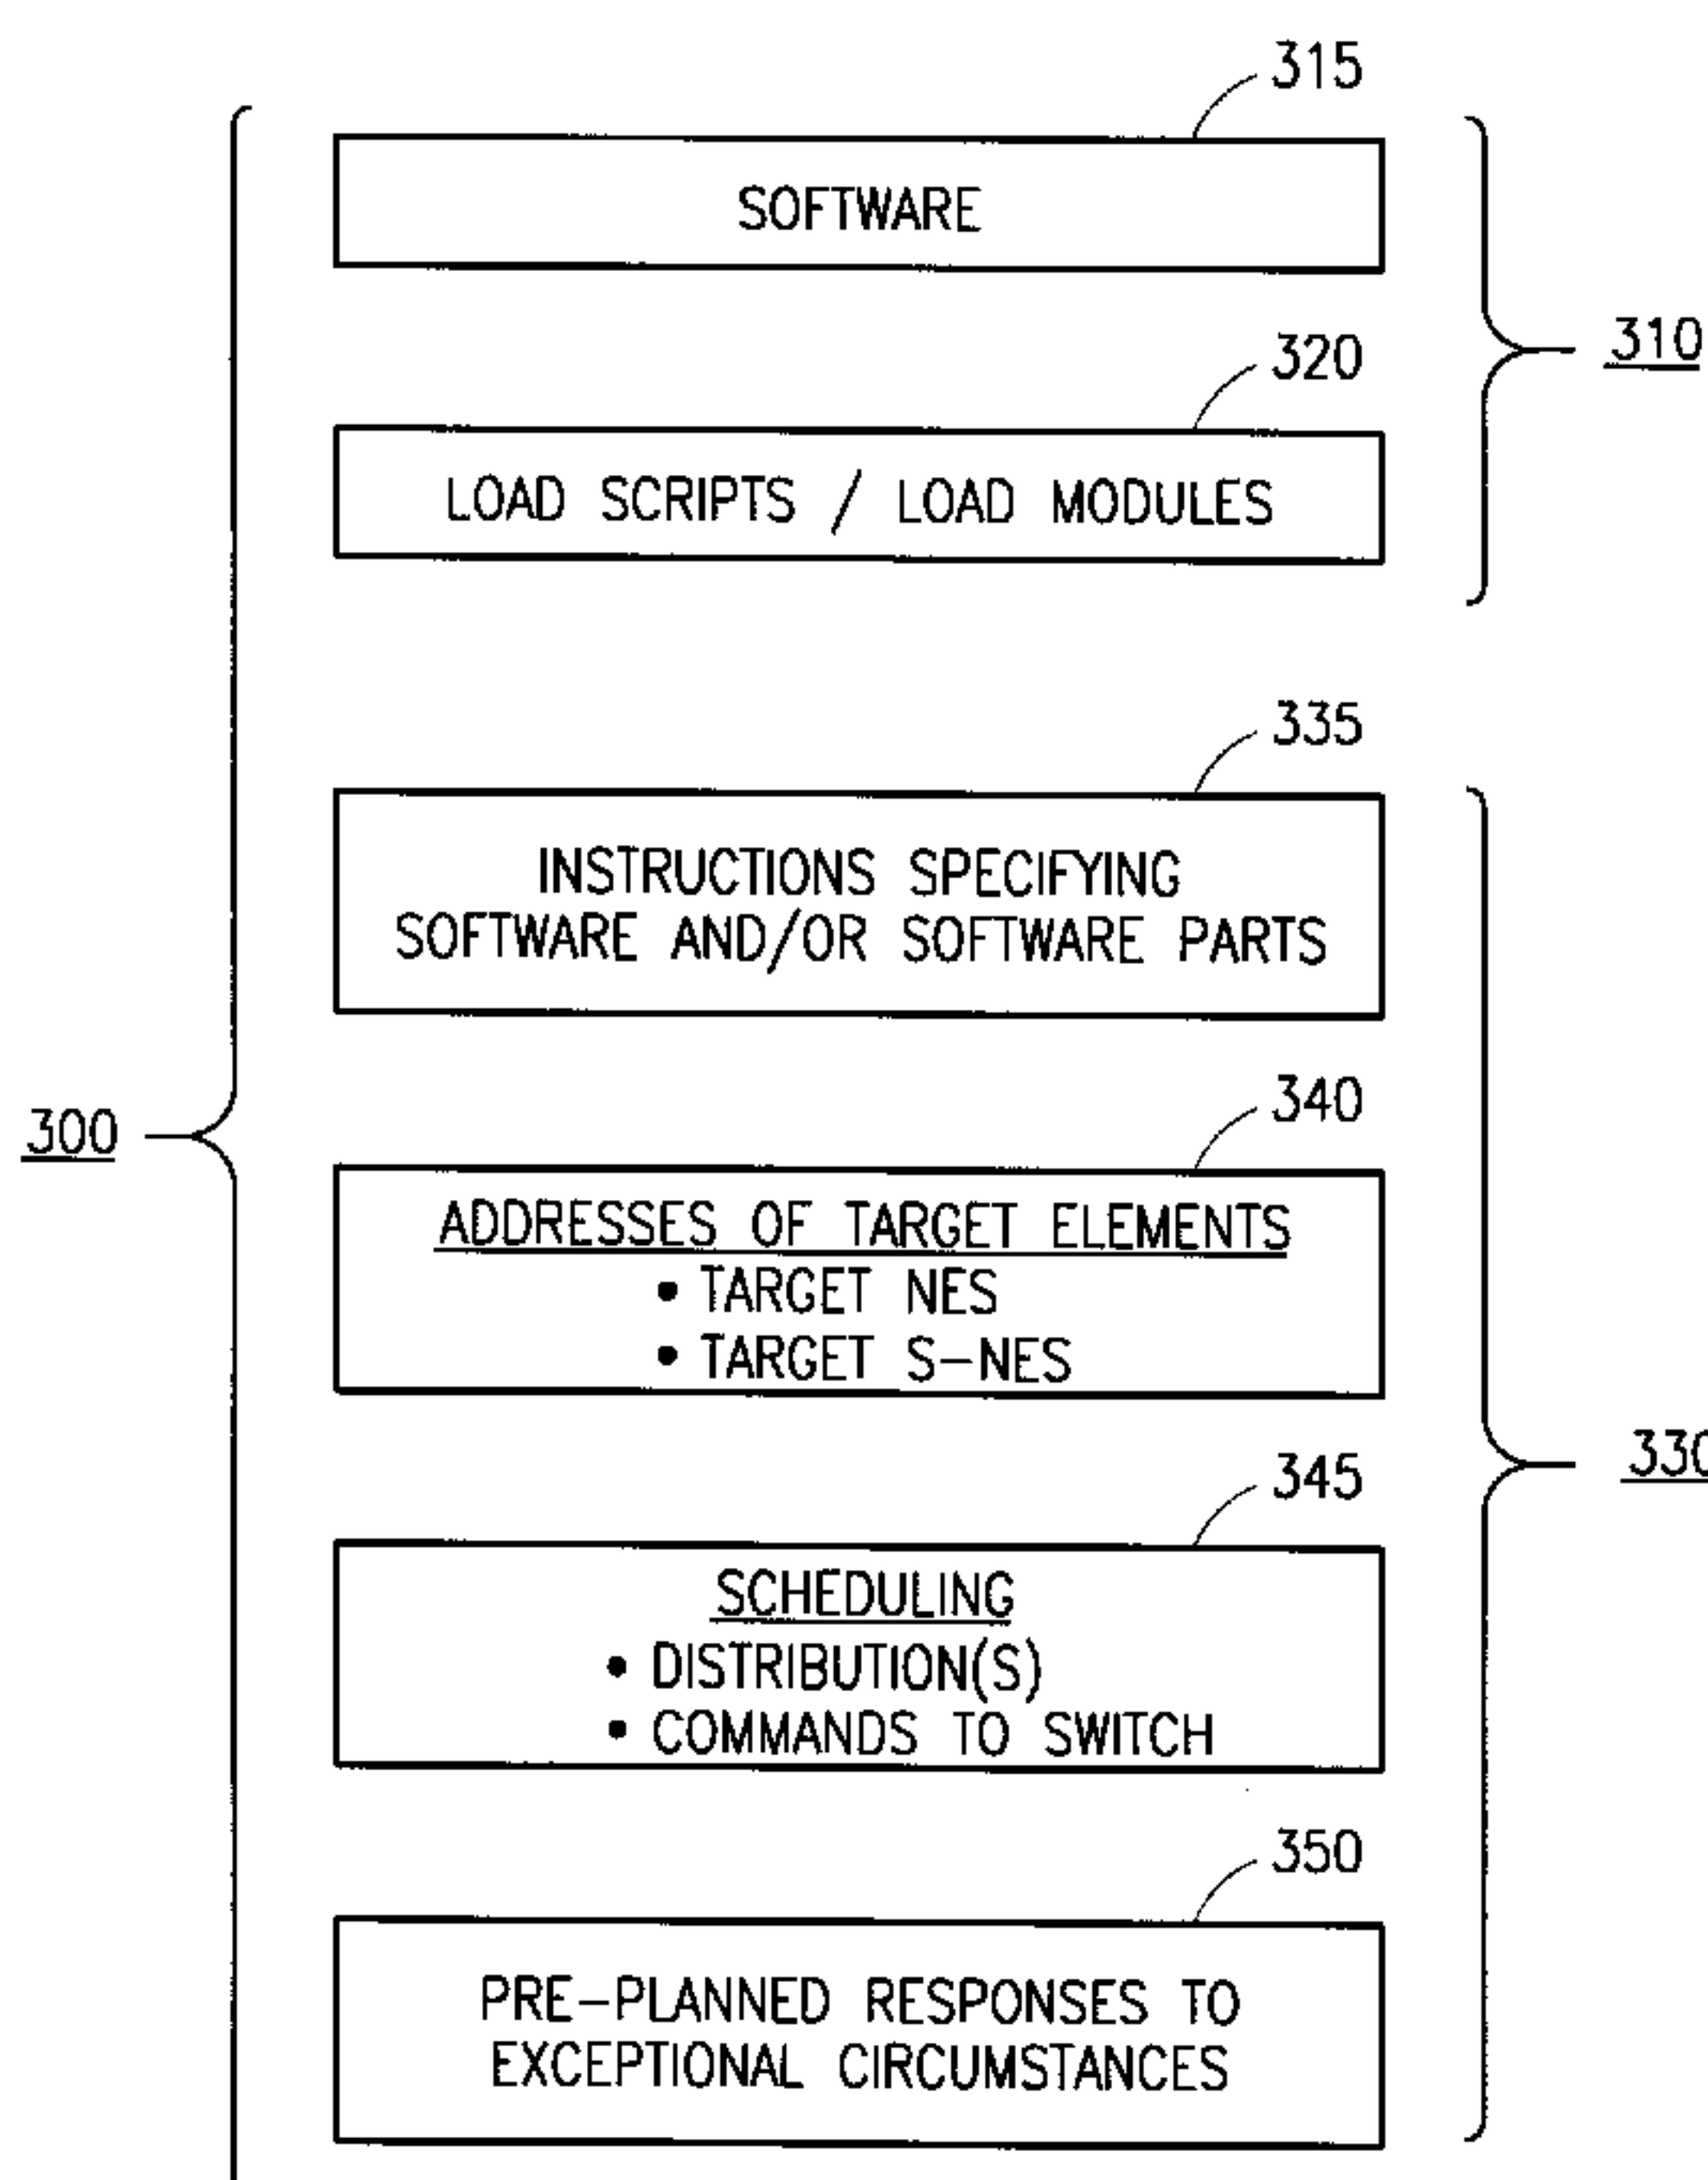 315
SOFTWARE
310
320
LOAD SCRIPTS / LOAD MODULES
335
INSTRUCTIONS SPECIFYING
SOFTWARE AND/OR SOFTWARE PARTS
300
340
ADDRESSES OF TARGET ELEMENTS
• TARGET NES
• TARGET S-NES
330
345
SCHEDULING
• DISTRIBUTION(S)
• COMMANDS TO SWITCH
350
PRE-PLANNED RESPONSES TO
EXCEPTIONAL CIRCUMSTANCES